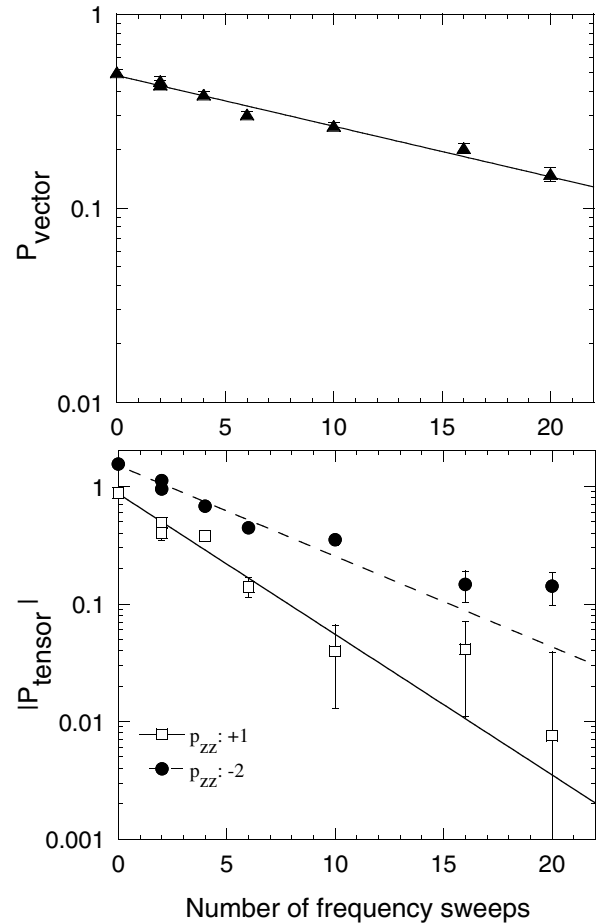 1
0.1
0.01
P_vector
0 5 10 15 20
1
0.1
0.01
0.001
|P_tensor|
p_zz: +1
p_zz: -2
0 5 10 15 20
Number of frequency sweeps